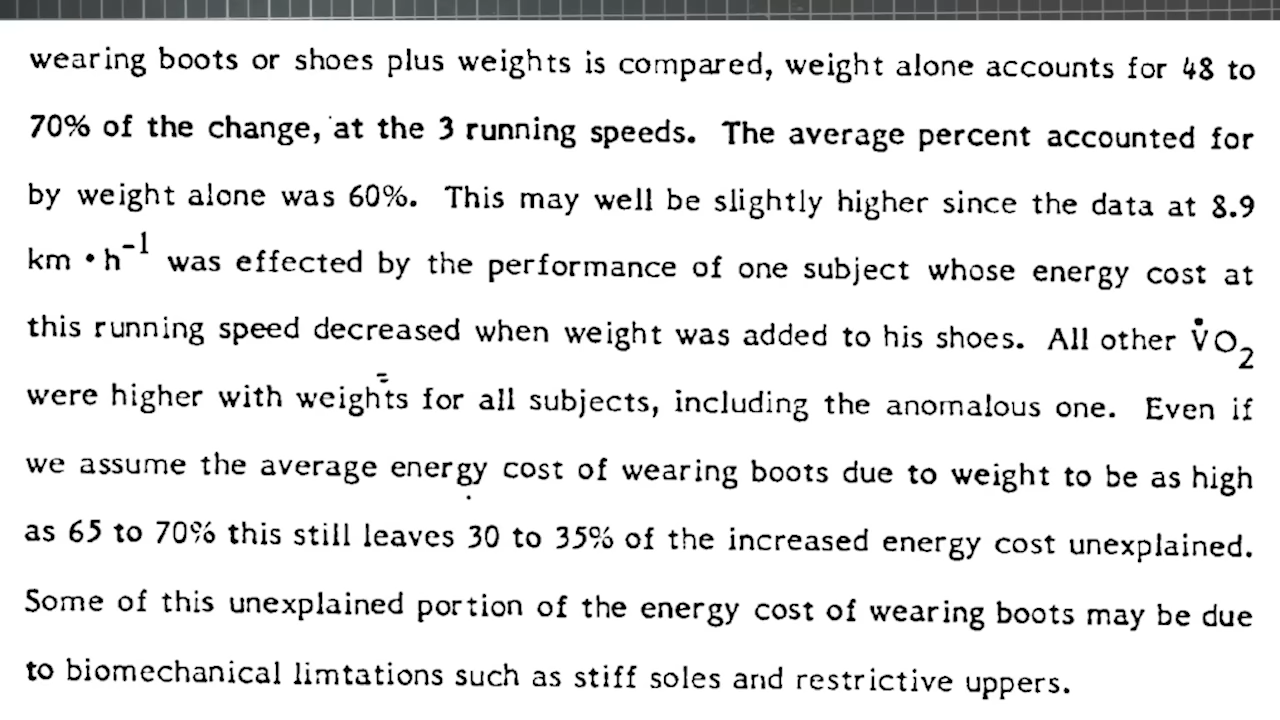 wearing boots or shoes plus weights is compared, weight alone accounts for 48 to
70% of the change, at the 3 running speeds. The average percent accounted for
by weight alone was 60%. This may well be slightly higher since the data at 8.9
km • h⁻¹ was effected by the performance of one subject whose energy cost at
this running speed decreased when weight was added to his shoes. All other V̇O₂
were higher with weights for all subjects, including the anomalous one. Even if
we assume the average energy cost of wearing boots due to weight to be as high
as 65 to 70% this still leaves 30 to 35% of the increased energy cost unexplained.
Some of this unexplained portion of the energy cost of wearing boots may be due
to biomechanical limtations such as stiff soles and restrictive uppers.